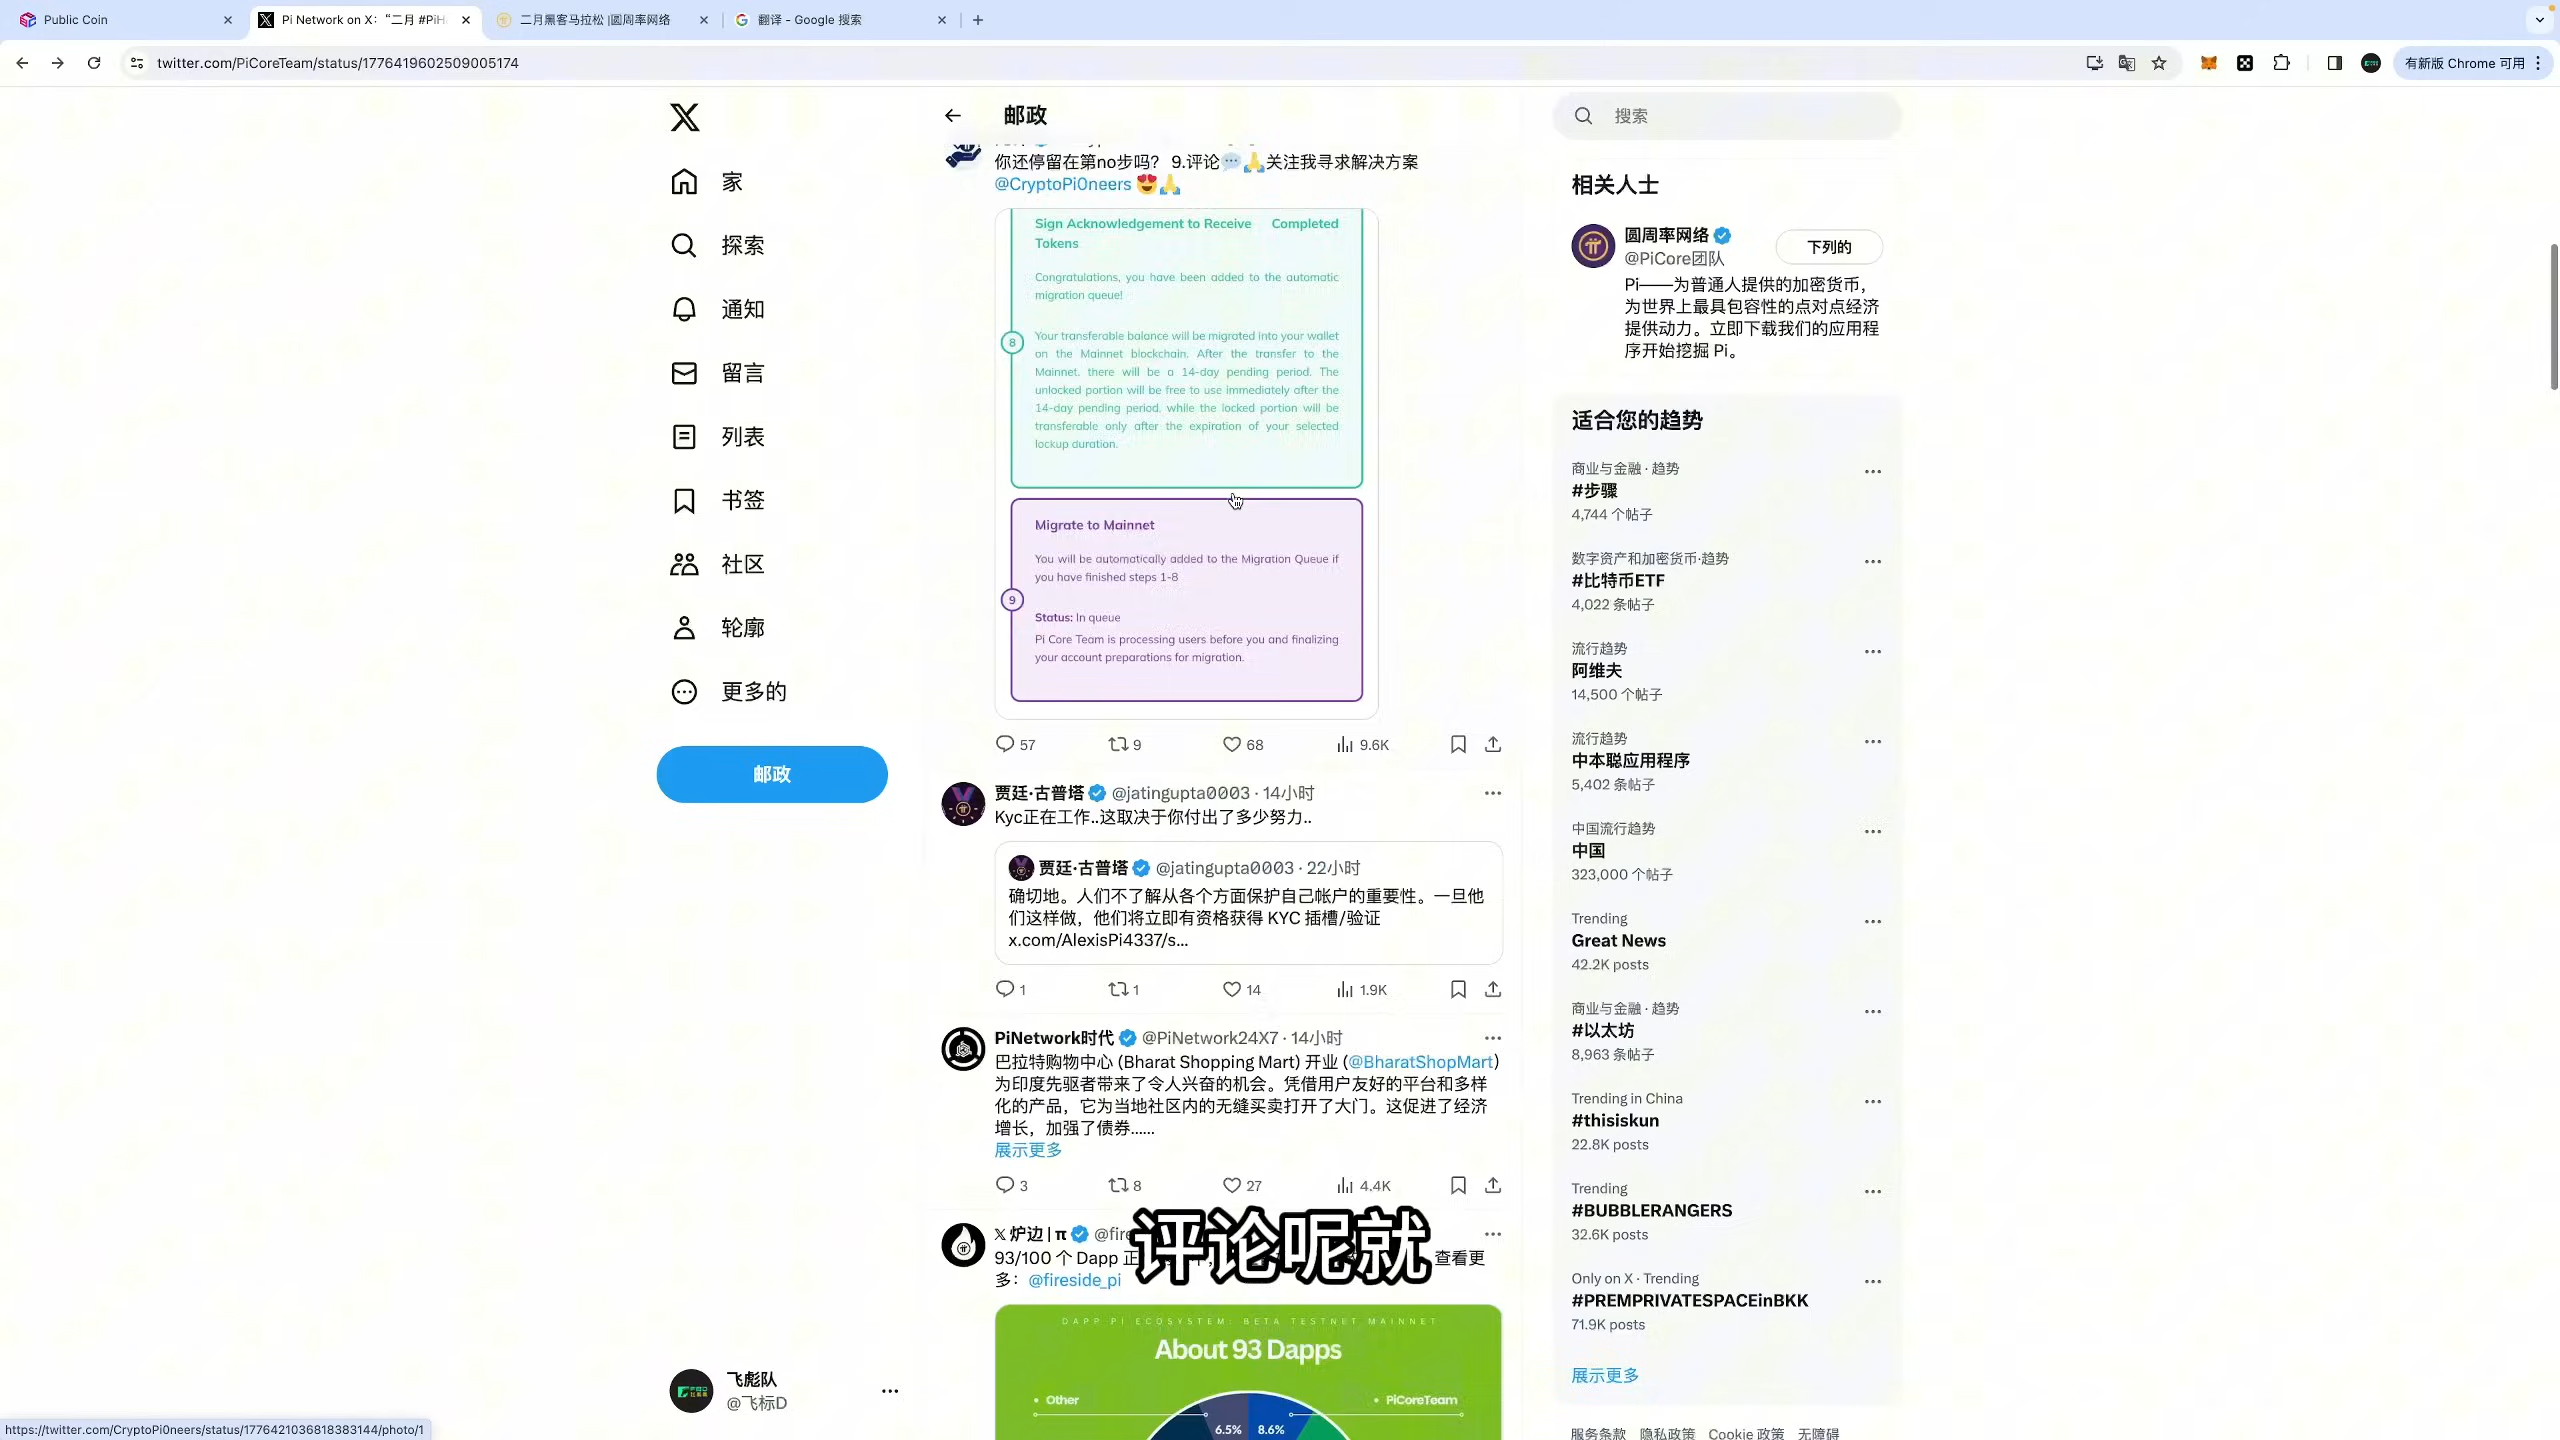 Public Coin
Pi Network on X：“二月 #PiH
二月黑客马拉松 |圆周率网络
翻译 - Google 搜索
twitter.com/PiCoreTeam/status/1776419602509005174
有新版 Chrome 可用
家
探索
通知
留言
列表
书签
社区
轮廓
更多的
邮政
飞彪队
@飞标D
邮政
你还停留在第no步吗？ 9.评论💬🙏关注我寻求解决方案
@CryptoPi0neers 😍🙏
Sign Acknowledgement to Receive Completed
Tokens
Congratulations, you have been added to the automatic
migration queue!
8
Your transferable balance will be migrated into your wallet
on the Mainnet blockchain. After the transfer to the
Mainnet, there will be a 14-day pending period. The
unlocked portion will be free to use immediately after the
14-day pending period, while the locked portion will be
transferable only after the expiration of your selected
lockup duration.
Migrate to Mainnet
You will be automatically added to the Migration Queue if
you have finished steps 1-8
9
Status: In queue
Pi Core Team is processing users before you and finalizing
your account preparations for migration.
57 9 68 9.6K
贾廷·古普塔 @jatingupta0003 · 14小时
Kyc正在工作..这取决于你付出了多少努力..
贾廷·古普塔 @jatingupta0003 · 22小时
确切地。人们不了解从各个方面保护自己帐户的重要性。一旦他
们这样做，他们将立即有资格获得 KYC 插槽/验证
x.com/AlexisPi4337/s...
1 1 14 1.9K
PiNetwork时代 @PiNetwork24X7 · 14小时
巴拉特购物中心 (Bharat Shopping Mart) 开业 (@BharatShopMart)
为印度先驱者带来了令人兴奋的机会。凭借用户友好的平台和多样
化的产品，它为当地社区内的无缝买卖打开了大门。这促进了经济
增长，加强了债券......
展示更多
3 8 27 4.4K
𝕏 炉边 | π @fire
93/100 个 Dapp 正 查看更
多： @fireside_pi
评论呢就
DAPP PI ECOSYSTEM: BETA TESTNET MAINNET
About 93 Dapps
• Other
• PiCoreTeam
6.5% 8.6%
搜索
相关人士
圆周率网络
@PiCore团队
下列的
Pi——为普通人提供的加密货币，
为世界上最具包容性的点对点经济
提供动力。立即下载我们的应用程
序开始挖掘 Pi。
适合您的趋势
商业与金融 · 趋势
#步骤
4,744 个帖子
数字资产和加密货币·趋势
#比特币ETF
4,022 条帖子
流行趋势
阿维夫
14,500 个帖子
流行趋势
中本聪应用程序
5,402 条帖子
中国流行趋势
中国
323,000 个帖子
Trending
Great News
42.2K posts
商业与金融 · 趋势
#以太坊
8,963 条帖子
Trending in China
#thisiskun
22.8K posts
Trending
#BUBBLERANGERS
32.6K posts
Only on X · Trending
#PREMPRIVATESPACEinBKK
71.9K posts
展示更多
服务条款 隐私政策 Cookie 政策 无障碍
https://twitter.com/CryptoPi0neers/status/1776421036818383144/photo/1